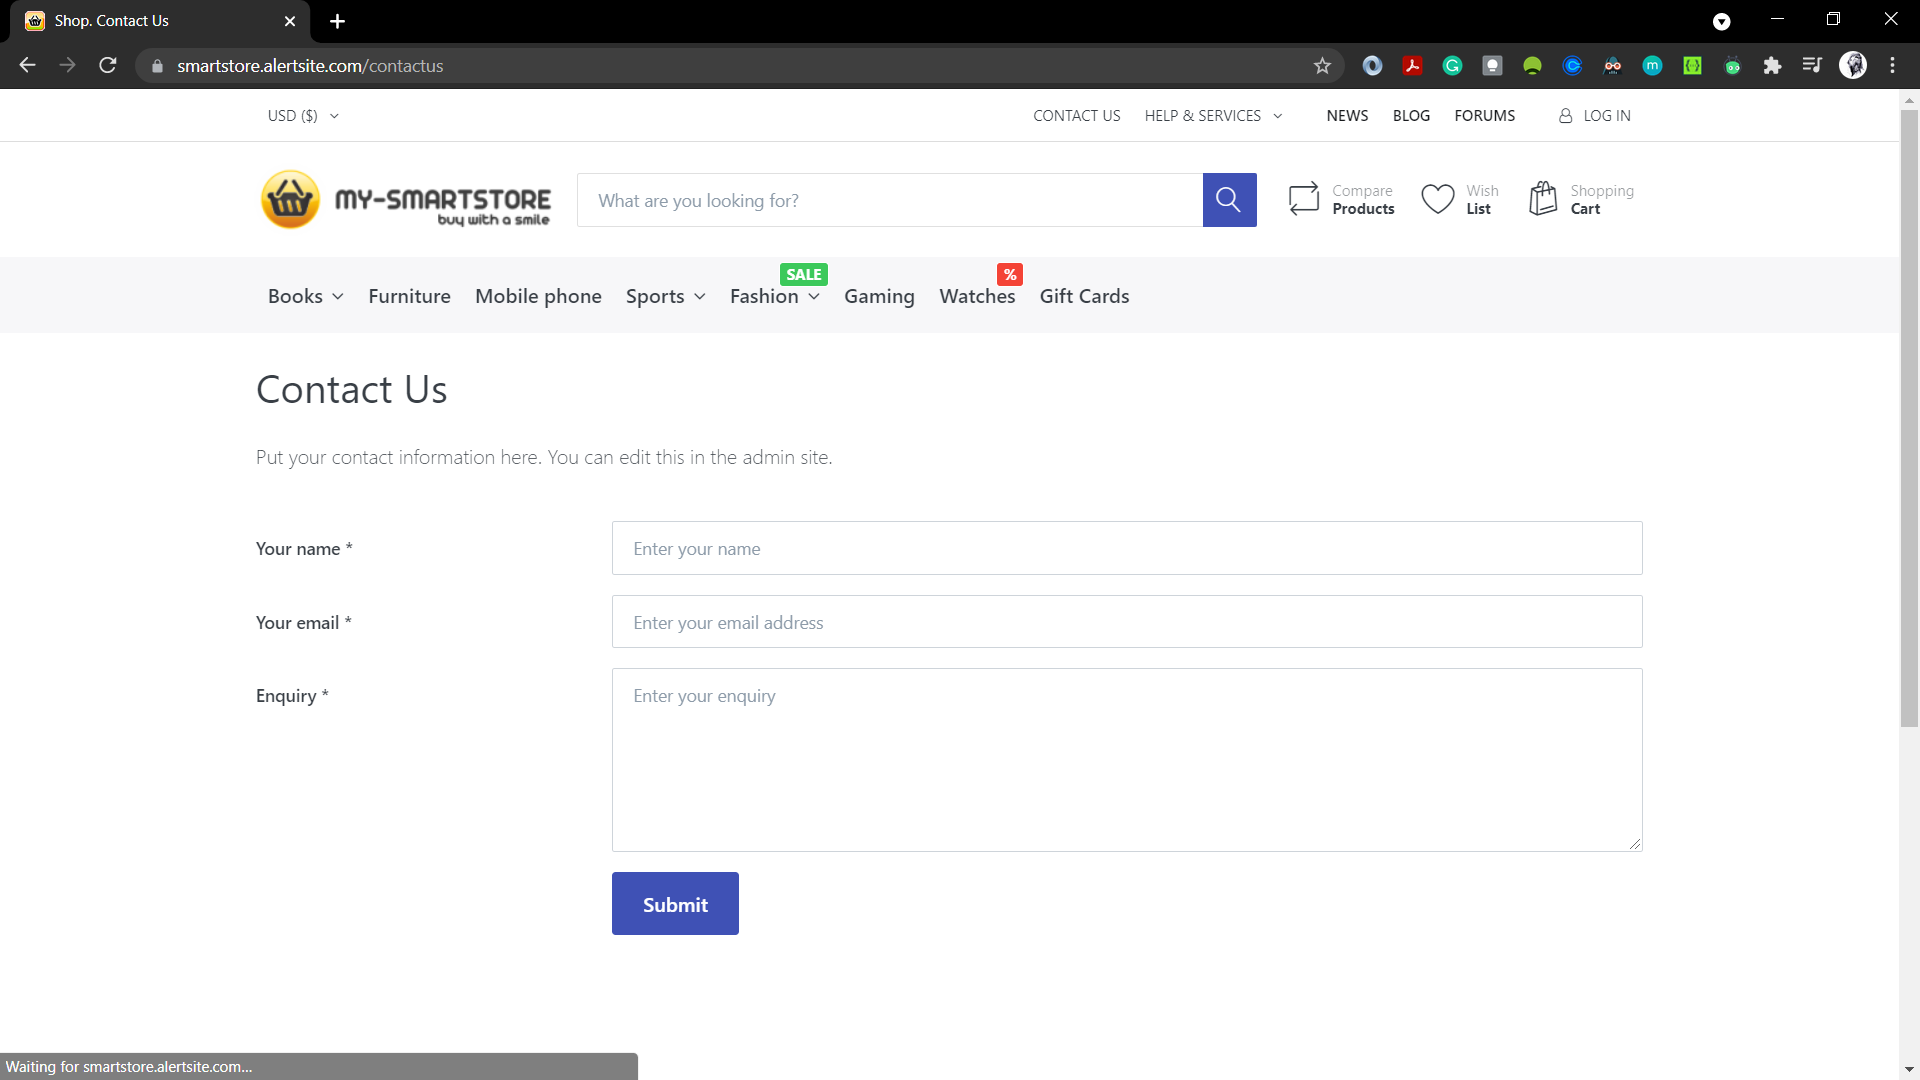 Shop. Contact Us
smartstore.alertsite.com/contactus
USD ($)
CONTACT US
HELP & SERVICES
NEWS
BLOG
FORUMS
LOG IN
MY-SMARTSTORE
buy with a smile
What are you looking for?
Compare
Products
Wish
List
Shopping
Cart
SALE
%
Books
Furniture
Mobile phone
Sports
Fashion
Gaming
Watches
Gift Cards
Contact Us
Put your contact information here. You can edit this in the admin site.
Your name *
Enter your name
Your email *
Enter your email address
Enquiry *
Enter your enquiry
Submit
Waiting for smartstore.alertsite.com...